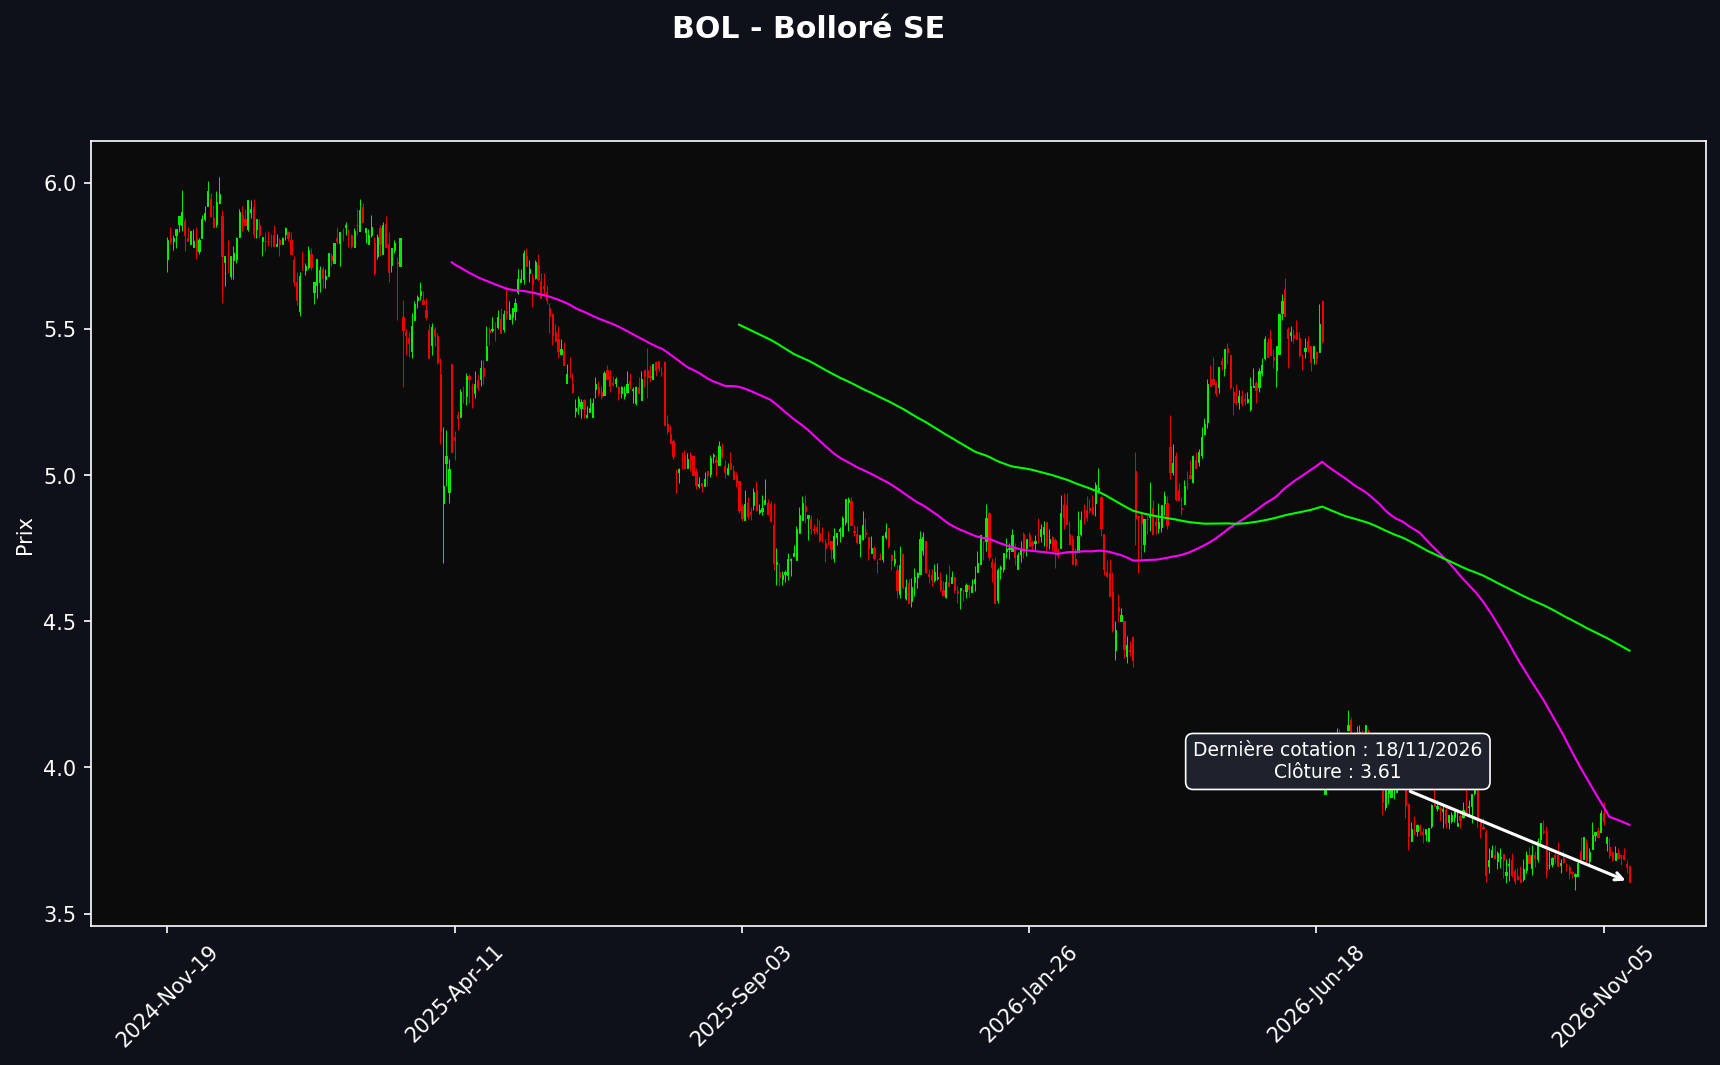 BOL - Bolloré SE
Prix
6.0
5.5
5.0
4.5
4.0
3.5
Dernière cotation : 18/11/2026
Clôture : 3.61
2024-Nov-19
2025-Apr-11
2025-Sep-03
2026-Jan-26
2026-Jun-18
2026-Nov-05